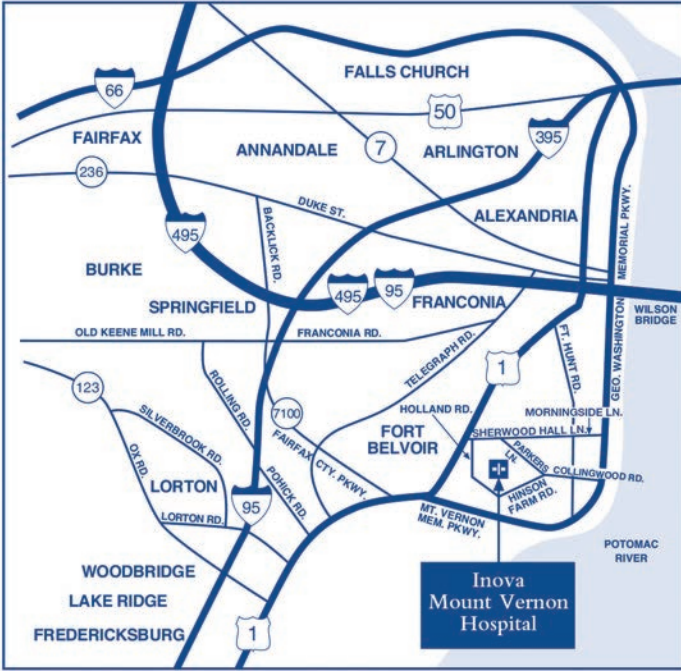 FALLS CHURCH
66
50
395
FAIRFAX
ANNANDALE
7
ARLINGTON
236
DUKE ST.
BACKLICK RD.
ALEXANDRIA
GEO. WASHINGTON MEMORIAL PKWY.
495
BURKE
495
95
FRANCONIA
SPRINGFIELD
WILSON
BRIDGE
OLD KEENE MILL RD.
FRANCONIA RD.
TELEGRAPH RD.
1
FT. HUNT RD.
123
ROLLING RD.
SILVERBROOK RD.
7100
HOLLAND RD.
MORNINGSIDE LN.
FORT
BELVOIR
SHERWOOD HALL LN.
PARKERS
LN.
COLLINGWOOD RD.
FAIRFAX CTY. PKWY.
OX RD.
LORTON
POHICK RD.
HINSON
FARM RD.
95
LORTON RD.
MT. VERNON
MEM. PKWY.
POTOMAC
RIVER
WOODBRIDGE
LAKE RIDGE
FREDERICKSBURG
1
Inova
Mount Vernon
Hospital